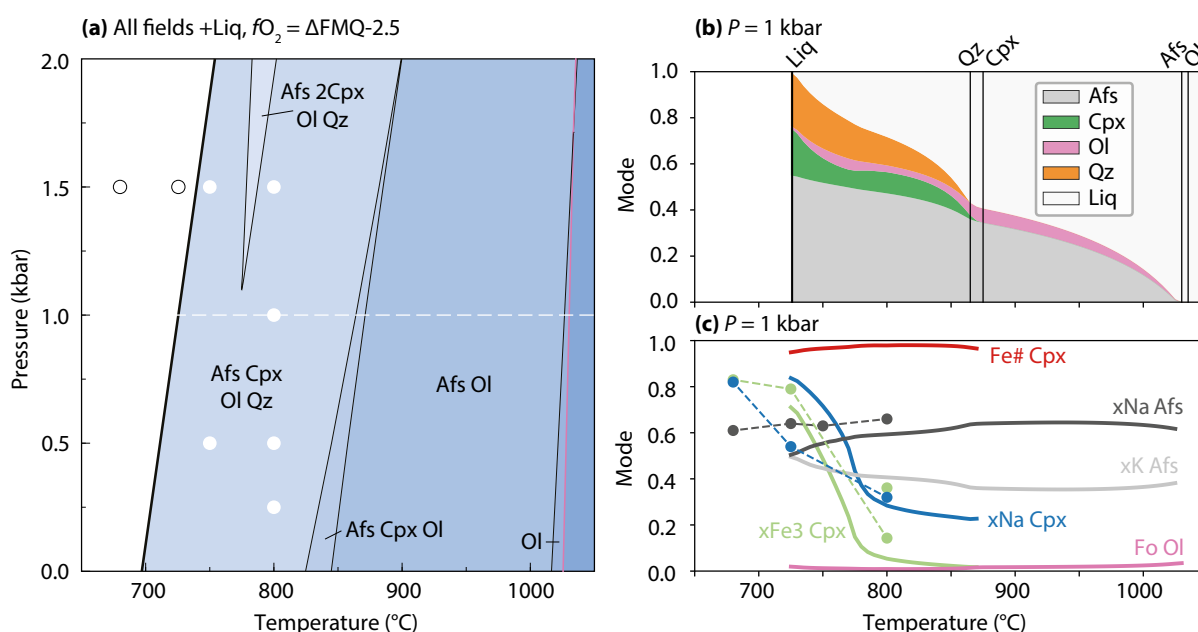 (a) All fields +Liq, fO2 = ΔFMQ-2.5
2.0
1.5
1.0
0.5
0.0
Pressure (kbar)
Afs 2Cpx
Ol Qz
Afs Cpx
Ol Qz
Afs Ol
Afs Cpx Ol
Ol
700
800
900
1000
Temperature (°C)
(b) P = 1 kbar
Liq
Qz
Cpx
Afs
1.0
0.8
0.6
0.4
0.2
0.0
Mode
Afs
Cpx
Ol
Qz
Liq
(c) P = 1 kbar
1.0
0.8
0.6
0.4
0.2
0.0
Mode
Fe# Cpx
xNa Afs
xK Afs
xNa Cpx
xFe3 Cpx
Fo Ol
700
800
900
1000
Temperature (°C)